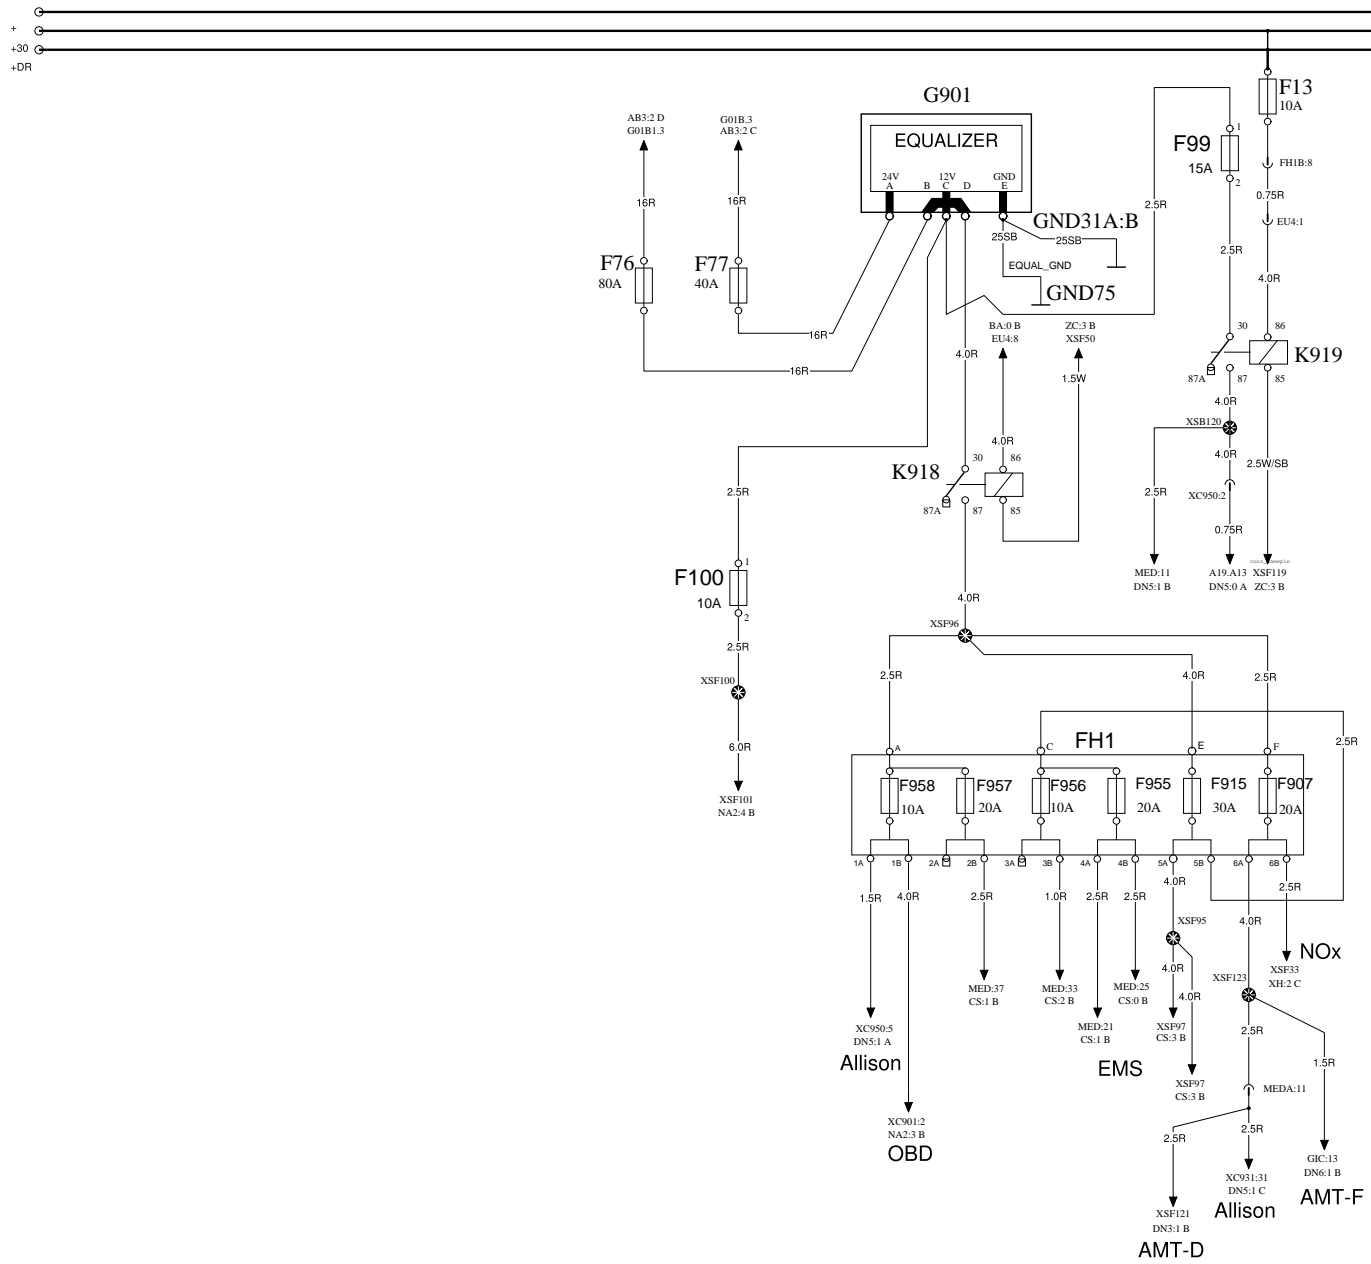 +
+30
+DR
G901
EQUALIZER
24V
A
B
12V
C
D
GND
E
AB3:2 D
G01B1.3
G01B.3
AB3:2 C
16R
16R
F76
80A
F77
40A
16R
16R
25SB
GND31A:B
25SB
EQUAL_GND
GND75
2.5R
F99
15A
1
2
2.5R
F13
10A
FH1B:8
0.75R
EU4:1
4.0R
BA:0 B
EU4:8
ZC:3 B
XSF50
4.0R
1.5W
4.0R
30
86
K919
87A
87
85
4.0R
XSB120
4.0R
2.5W/SB
2.5R
XC950:2
0.75R
MED:11
DN5:1 B
A19.A13
DN5:0 A
XSF119
ZC:3 B
K918
30
86
87A
87
85
4.0R
2.5R
F100
10A
1
2
2.5R
XSF100
6.0R
XSF101
NA2:4 B
XSF96
2.5R
4.0R
2.5R
2.5R
FH1
A
C
E
F
F958
10A
F957
20A
F956
10A
F955
20A
F915
30A
F907
20A
1A
1B
2A
2B
3A
3B
4A
4B
5A
5B
6A
6B
1.5R
4.0R
2.5R
1.0R
2.5R
2.5R
4.0R
2.5R
4.0R
XSF95
4.0R
4.0R
XSF123
XSF33
XH:2 C
NOx
MED:37
CS:1 B
MED:33
CS:2 B
MED:25
CS:0 B
XC950:5
DN5:1 A
Allison
MED:21
CS:1 B
XSF97
CS:3 B
EMS
XSF97
CS:3 B
2.5R
1.5R
MEDA:11
XC901:2
NA2:3 B
OBD
2.5R
2.5R
GIC:13
DN6:1 B
AMT-F
XC931:31
DN5:1 C
Allison
XSF121
DN3:1 B
AMT-D